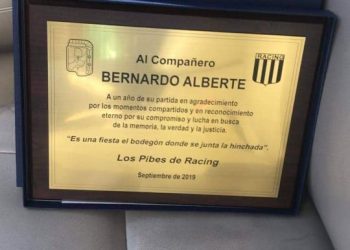 RACING
Al Compañero
BERNARDO ALBERTE
A un año de su partida en agradecimiento
por los momentos compartidos y en reconocimiento
eterno por su compromiso y lucha en busca
de la memoria, la verdad y la justicia.
"Es una fiesta el bodegón donde se junta la hinchada".
Los Pibes de Racing
Septiembre de 2019